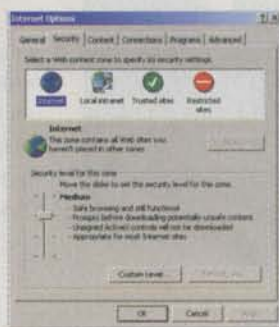 Internet Options
General Security Content Connections Programs Advanced
Select a Web content zone to specify its security settings.
Internet Local intranet Trusted sites Restricted sites
Internet
This zone contains all Web sites you
haven't placed in other zones
Security level for this zone
Move the slider to set the security level for this zone.
Medium
- Safe browsing and still functional
- Prompts before downloading potentially unsafe content
- Unsigned ActiveX controls will not be downloaded
- Appropriate for most Internet sites
Custom Level...
OK Cancel